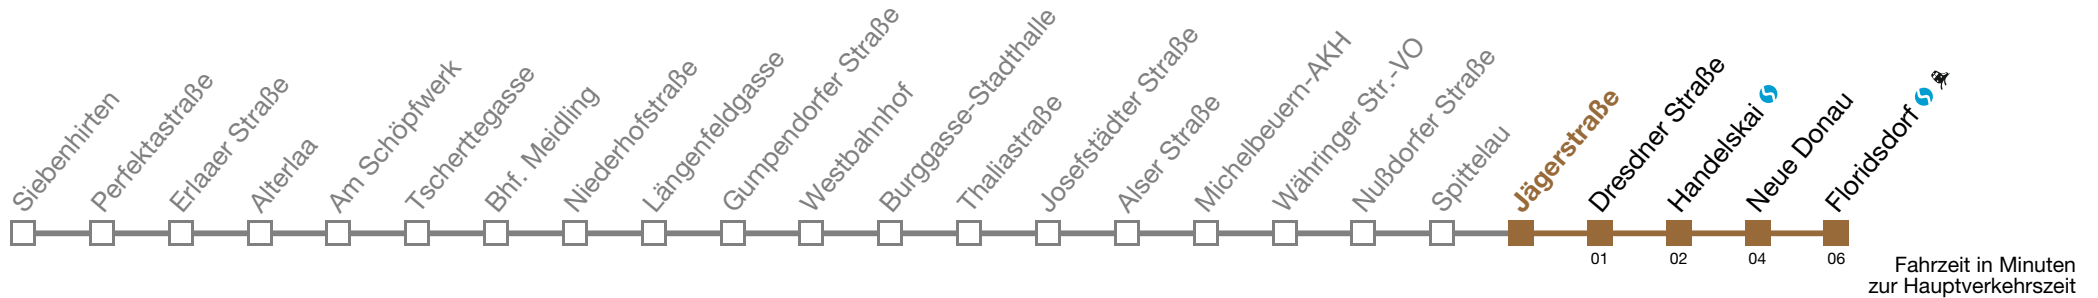 Siebenhirten
Perfektastraße
Erlaaer Straße
Alterlaa
Am Schöpfwerk
Tscherttegasse
Bhf. Meidling
Niederhofstraße
Längenfeldgasse
Gumpendorfer Straße
Westbahnhof
Burggasse-Stadthalle
Thaliastraße
Josefstädter Straße
Alser Straße
Michelbeuern-AKH
Währinger Str.-VO
Nußdorfer Straße
Spittelau
Jägerstraße
Dresdner Straße
Handelskai
Neue Donau
Floridsdorf
01 02 04 06
Fahrzeit in Minuten
zur Hauptverkehrszeit